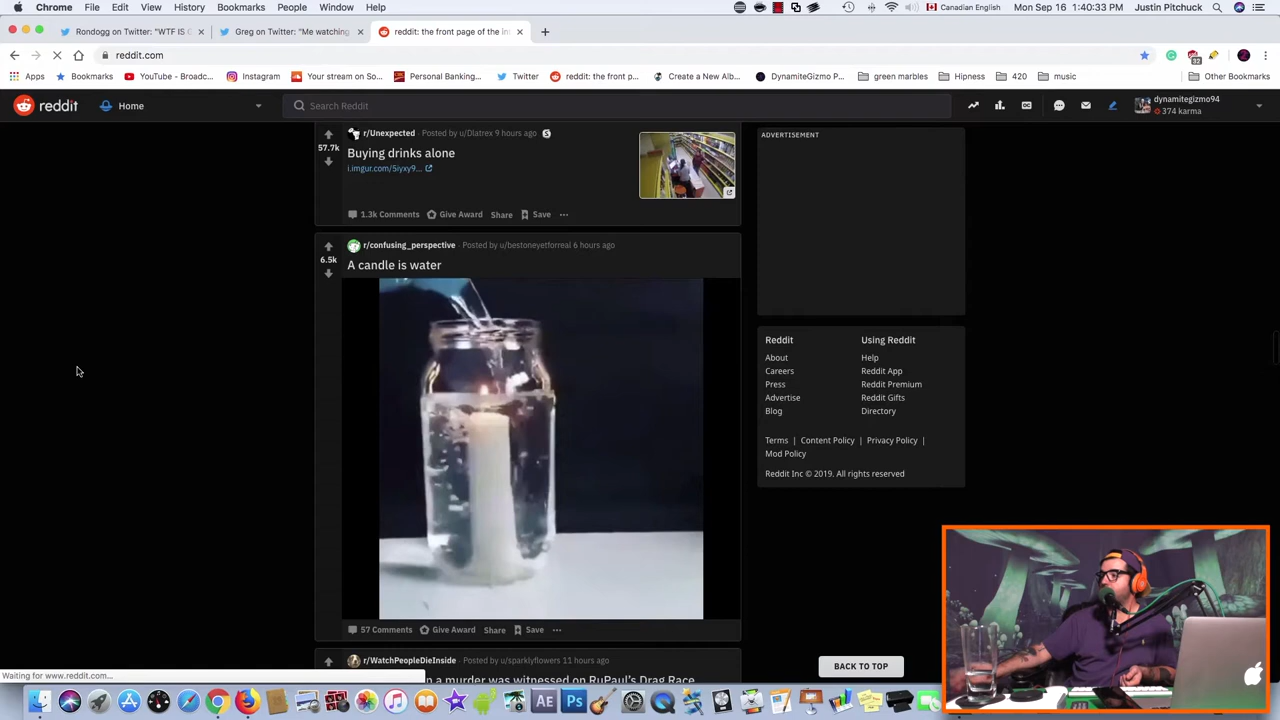 Chrome File Edit View History Bookmarks People Window Help Canadian English Mon Sep 16 1:40:33 PM Justin Pitchuck
Rondogg on Twitter: "WTF IS Greg on Twitter: "Me watching reddit: the front page of the in
reddit.com
32
Apps Bookmarks YouTube - Broadc... Instagram Your stream on So... Personal Banking... Twitter reddit: the front p... Create a New Alb... DynamiteGizmo P... green marbles Hipness 420 music Other Bookmarks
reddit Home Search Reddit dynamitegizmo94
374 karma
r/Unexpected · Posted by u/Dlatrex 9 hours ago
57.7k
Buying drinks alone
i.imgur.com/5iyxy9...
1.3k Comments Give Award Share Save
ADVERTISEMENT
r/confusing_perspective · Posted by u/bestoneyetforreal 6 hours ago
6.5k
A candle is water
57 Comments Give Award Share Save
Reddit Using Reddit
About Help
Careers Reddit App
Press Reddit Premium
Advertise Reddit Gifts
Blog Directory
Terms | Content Policy | Privacy Policy |
Mod Policy
Reddit Inc © 2019. All rights reserved
r/WatchPeopleDieInside · Posted by u/sparklyflowers 11 hours ago
a murder was witnessed on RuPaul's Drag Race
BACK TO TOP
Waiting for www.reddit.com...
AE Ps